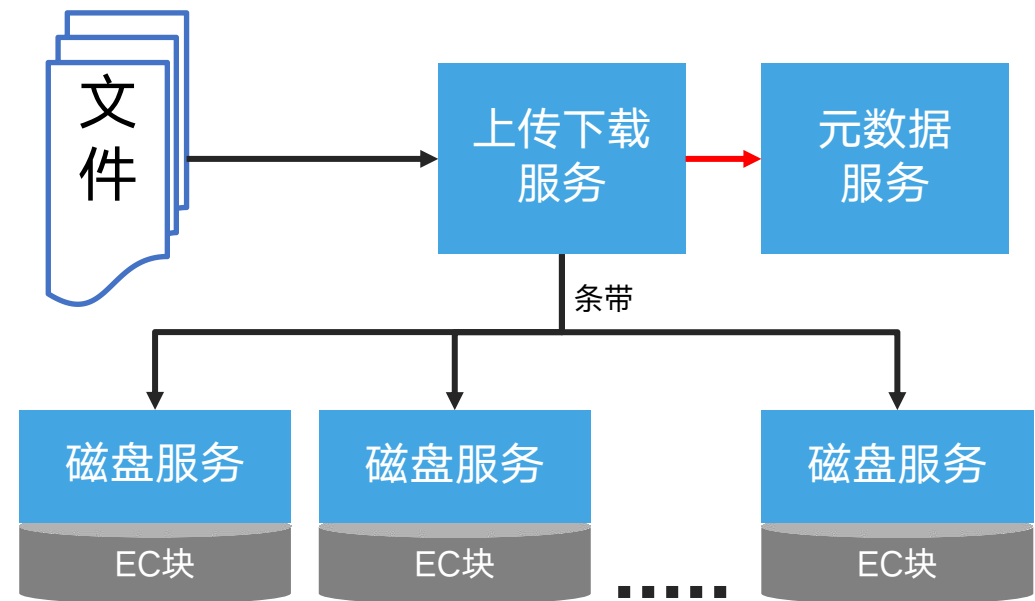 文
件
上传下载
服务
元数据
服务
条带
磁盘服务
磁盘服务
磁盘服务
EC块
EC块
......
EC块